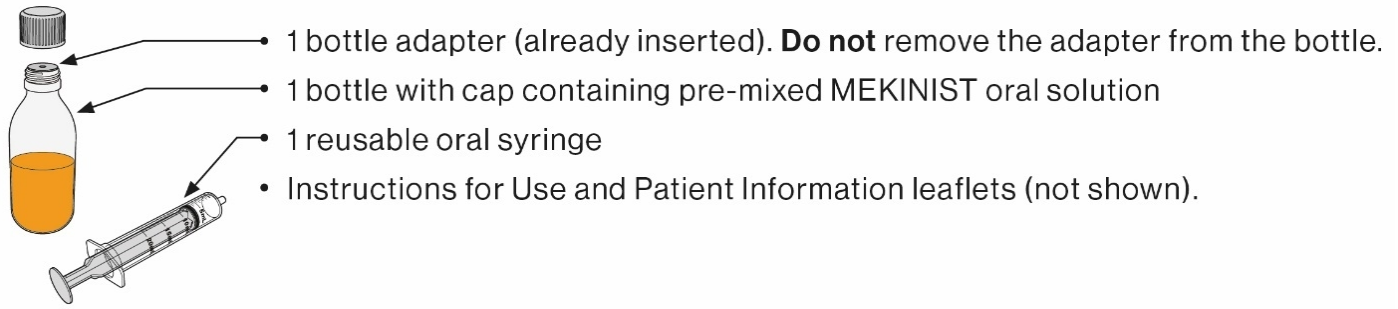 • 1 bottle adapter (already inserted). Do not remove the adapter from the bottle.
• 1 bottle with cap containing pre-mixed MEKINIST oral solution
• 1 reusable oral syringe
• Instructions for Use and Patient Information leaflets (not shown).